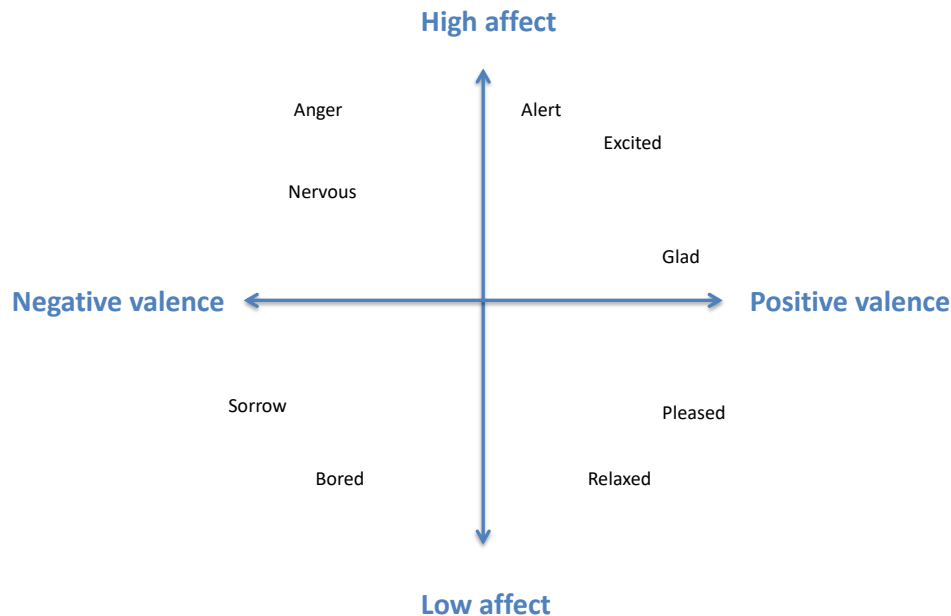 High affect
Anger
Alert
Excited
Nervous
Glad
Negative valence
Positive valence
Sorrow
Pleased
Bored
Relaxed
Low affect